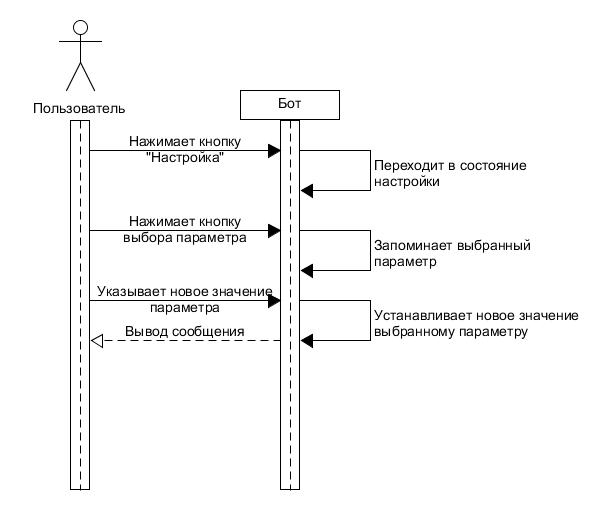 Пользователь
Бот
Нажимает кнопку
"Настройка"
Переходит в состояние
настройки
Нажимает кнопку
выбора параметра
Запоминает выбранный
параметр
Указывает новое значение
параметра
Устанавливает новое значение
выбранному параметру
Вывод сообщения